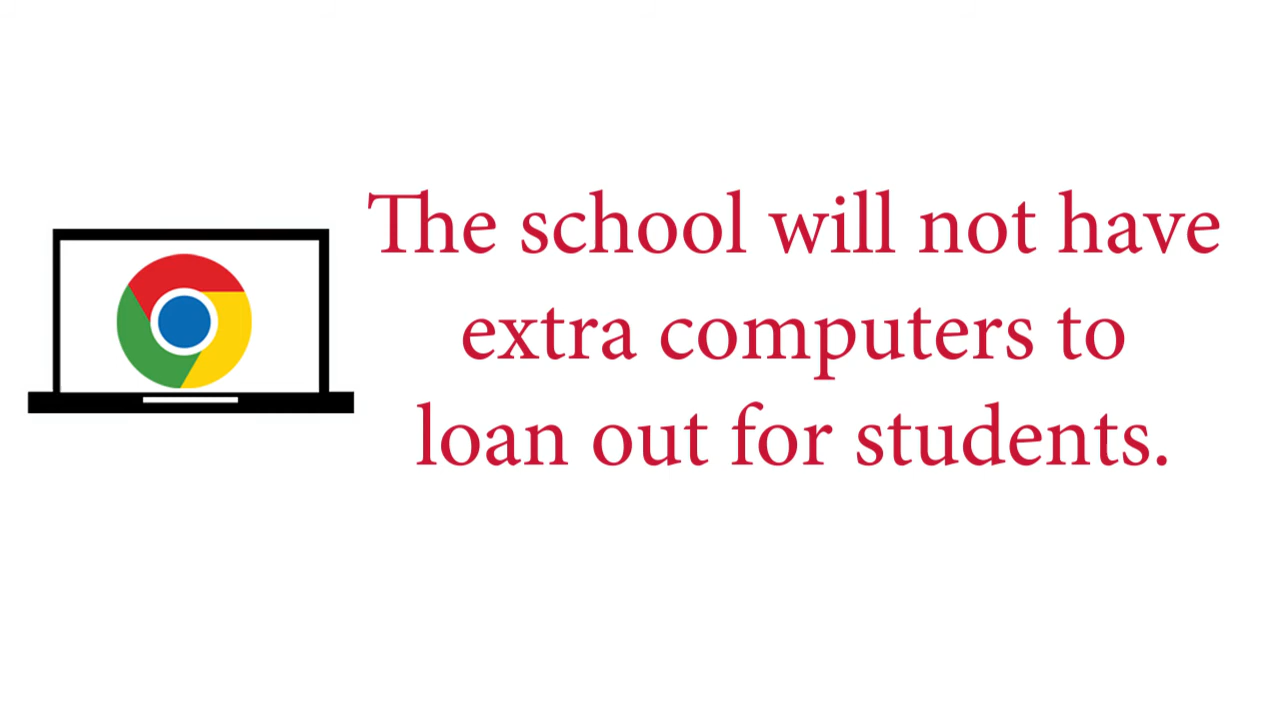 The school will not have
extra computers to
loan out for students.